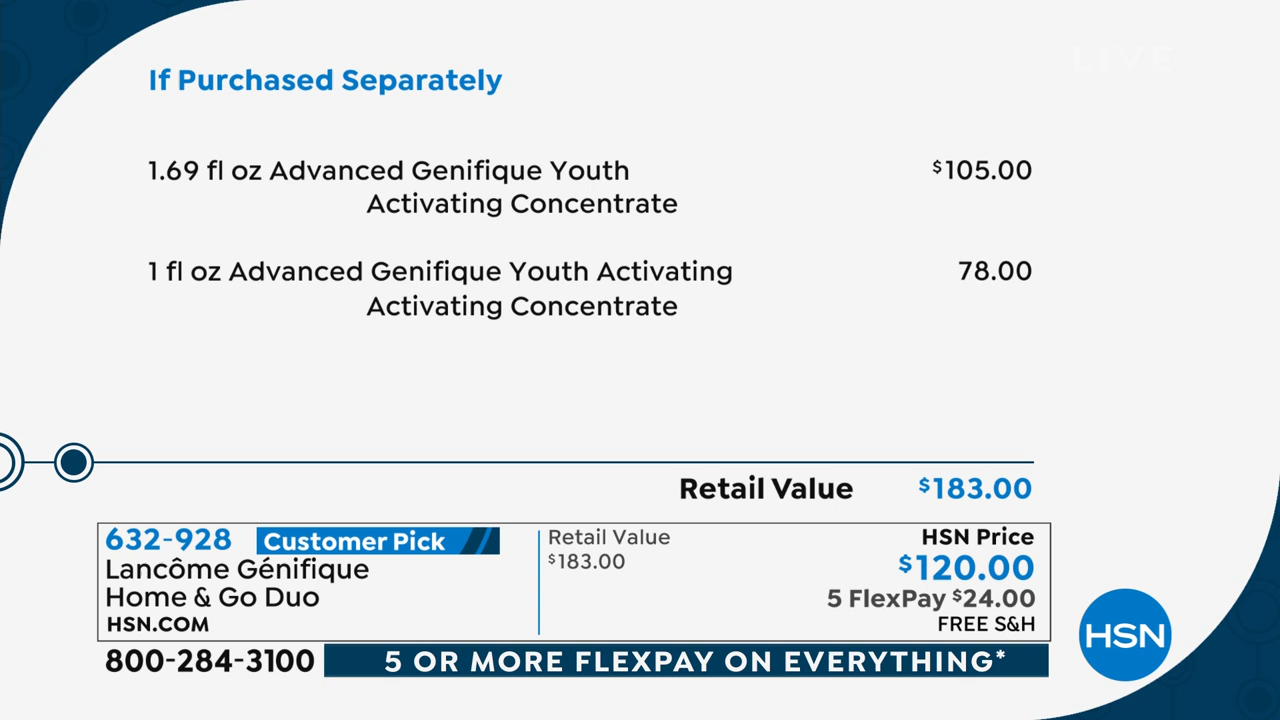 LIVE
If Purchased Separately
1.69 fl oz Advanced Genifique Youth $105.00
Activating Concentrate
1 fl oz Advanced Genifique Youth Activating 78.00
Activating Concentrate
Retail Value $183.00
632-928 Customer Pick
Lancôme Génifique
Home & Go Duo
HSN.COM
Retail Value
$183.00
HSN Price
$120.00
5 FlexPay $24.00
FREE S&H
HSN
800-284-3100 5 OR MORE FLEXPAY ON EVERYTHING*